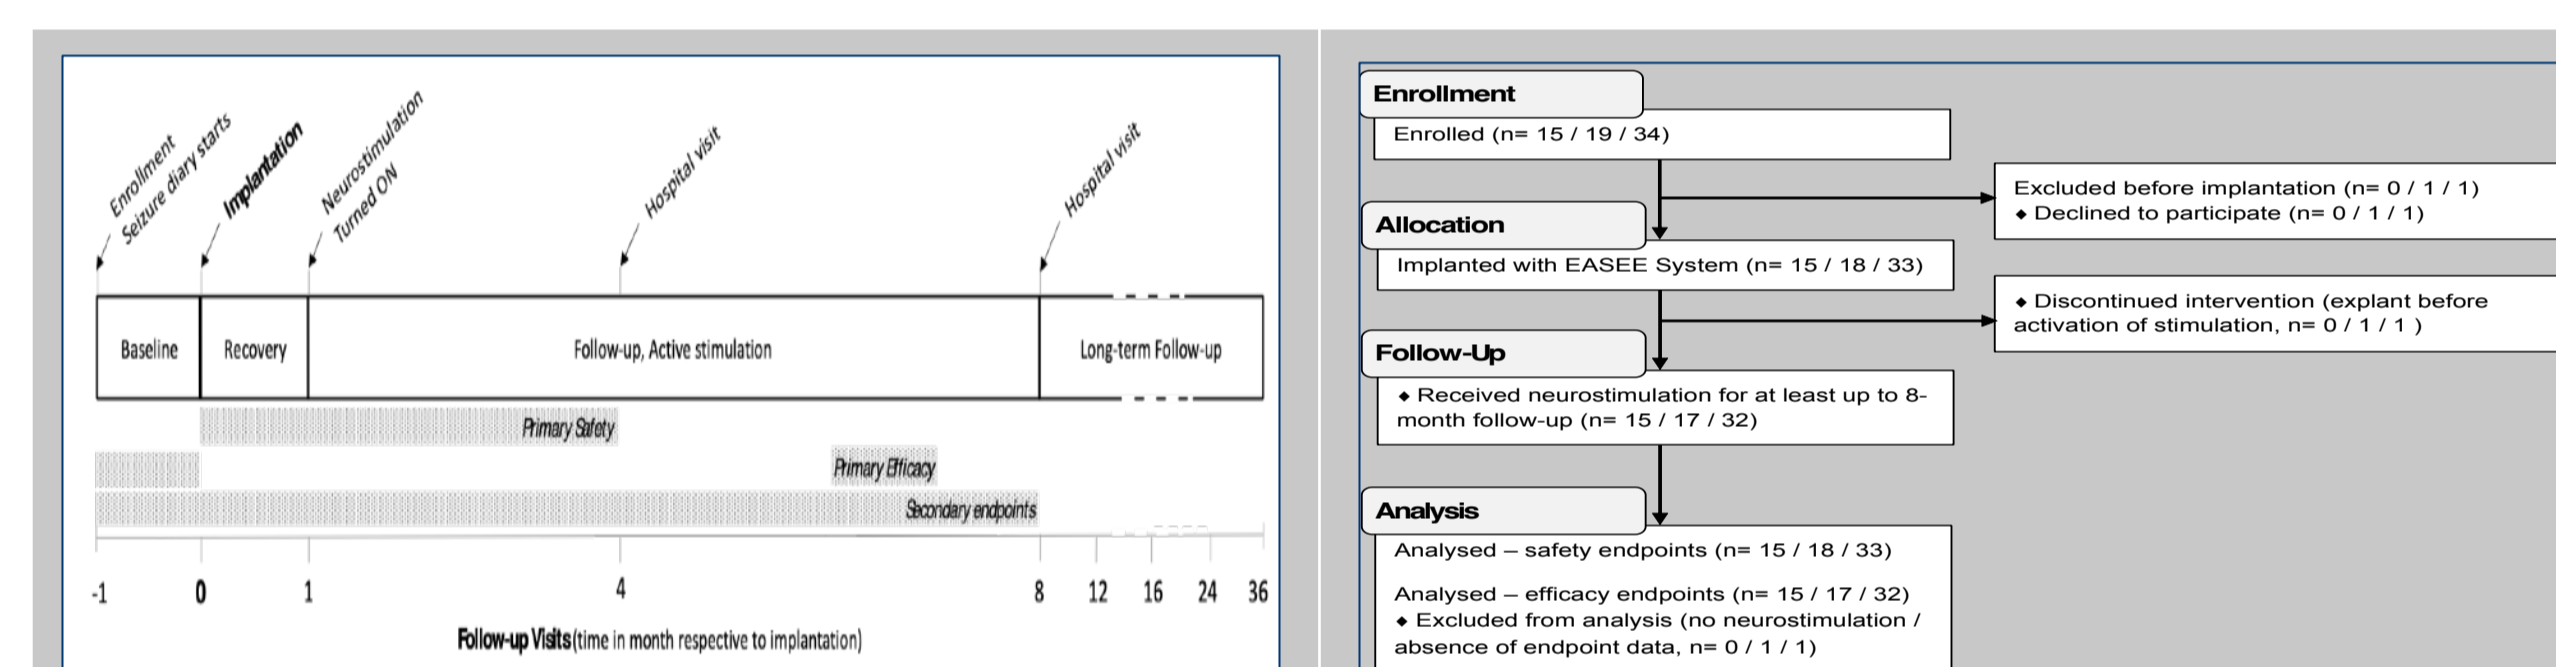 Enrollment
Seizure diary starts
Implantation
Neurostimulation
Turned ON
Hospital visit
Hospital visit
Baseline
Recovery
Follow-up, Active stimulation
Long-term Follow-up
Primary Safety
Primary Efficacy
Secondary endpoints
-1 0 1 4 8 12 16 24 36
Follow-up Visits (time in month respective to implantation)
Enrollment
Enrolled (n= 15 / 19 / 34)
Excluded before implantation (n= 0 / 1 / 1)
◆ Declined to participate (n= 0 / 1 / 1)
Allocation
Implanted with EASEE System (n= 15 / 18 / 33)
◆ Discontinued intervention (explant before
activation of stimulation, n= 0 / 1 / 1 )
Follow-Up
◆ Received neurostimulation for at least up to 8-
month follow-up (n= 15 / 17 / 32)
Analysis
Analysed – safety endpoints (n= 15 / 18 / 33)
Analysed – efficacy endpoints (n= 15 / 17 / 32)
◆ Excluded from analysis (no neurostimulation /
absence of endpoint data, n= 0 / 1 / 1)